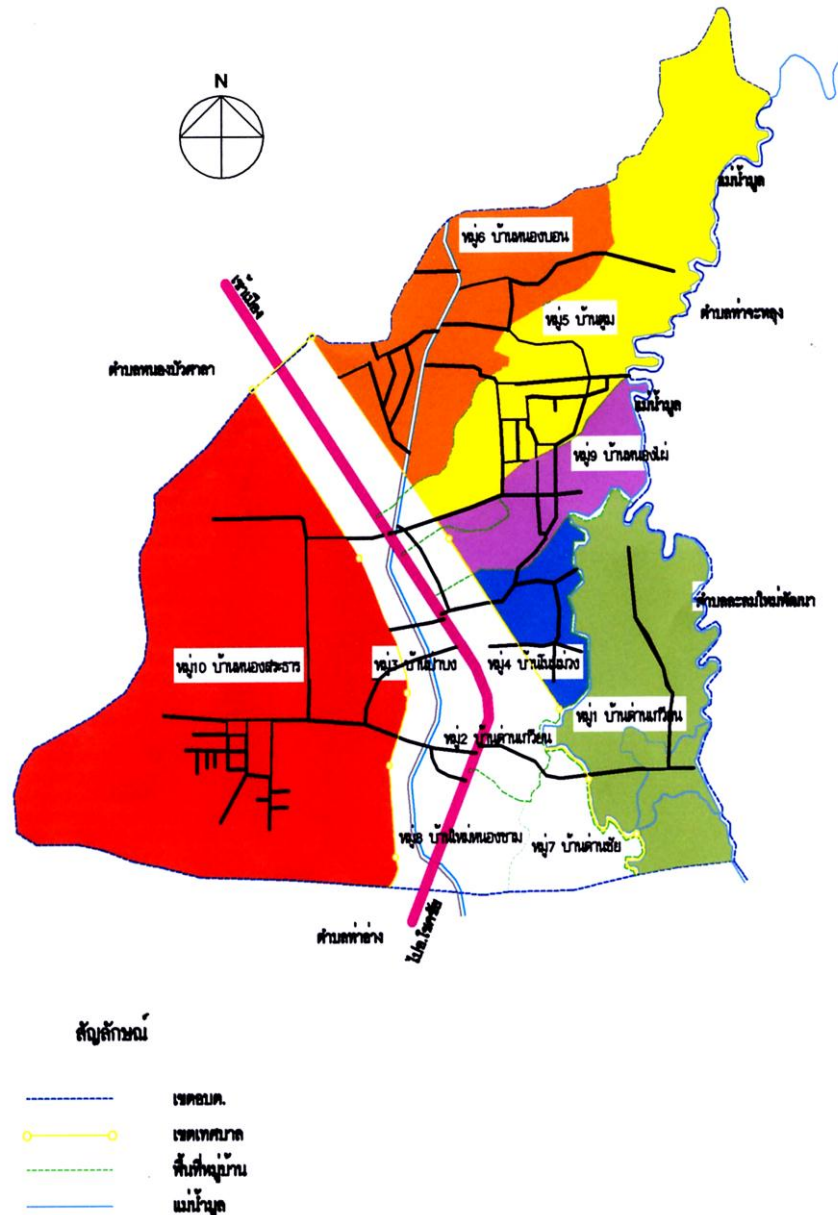 N
แม่น้ำมูล
หมู่6 บ้านหนองบอน
เข้าเมือง
หมู่5 บ้านตูม
ตำบลท่าจะหลุง
ตำบลหนองบัวศาลา
แม่น้ำมูล
หมู่9 บ้านหนองไผ่
ตำบลละลมใหม่พัฒนา
หมู่10 บ้านหนองสระธาร
หมู่3 บ้านป่าบง
หมู่4 บ้านโนนม่วง
หมู่1 บ้านด่านเกวียน
หมู่2 บ้านด่านเกวียน
หมู่8 บ้านใหม่หนองขาม
หมู่7 บ้านด่านชัย
ตำบลท่าอ่าง
ไปอ.โชคชัย
สัญลักษณ์
เขตอบต.
เขตเทศบาล
พื้นที่หมู่บ้าน
แม่น้ำมูล